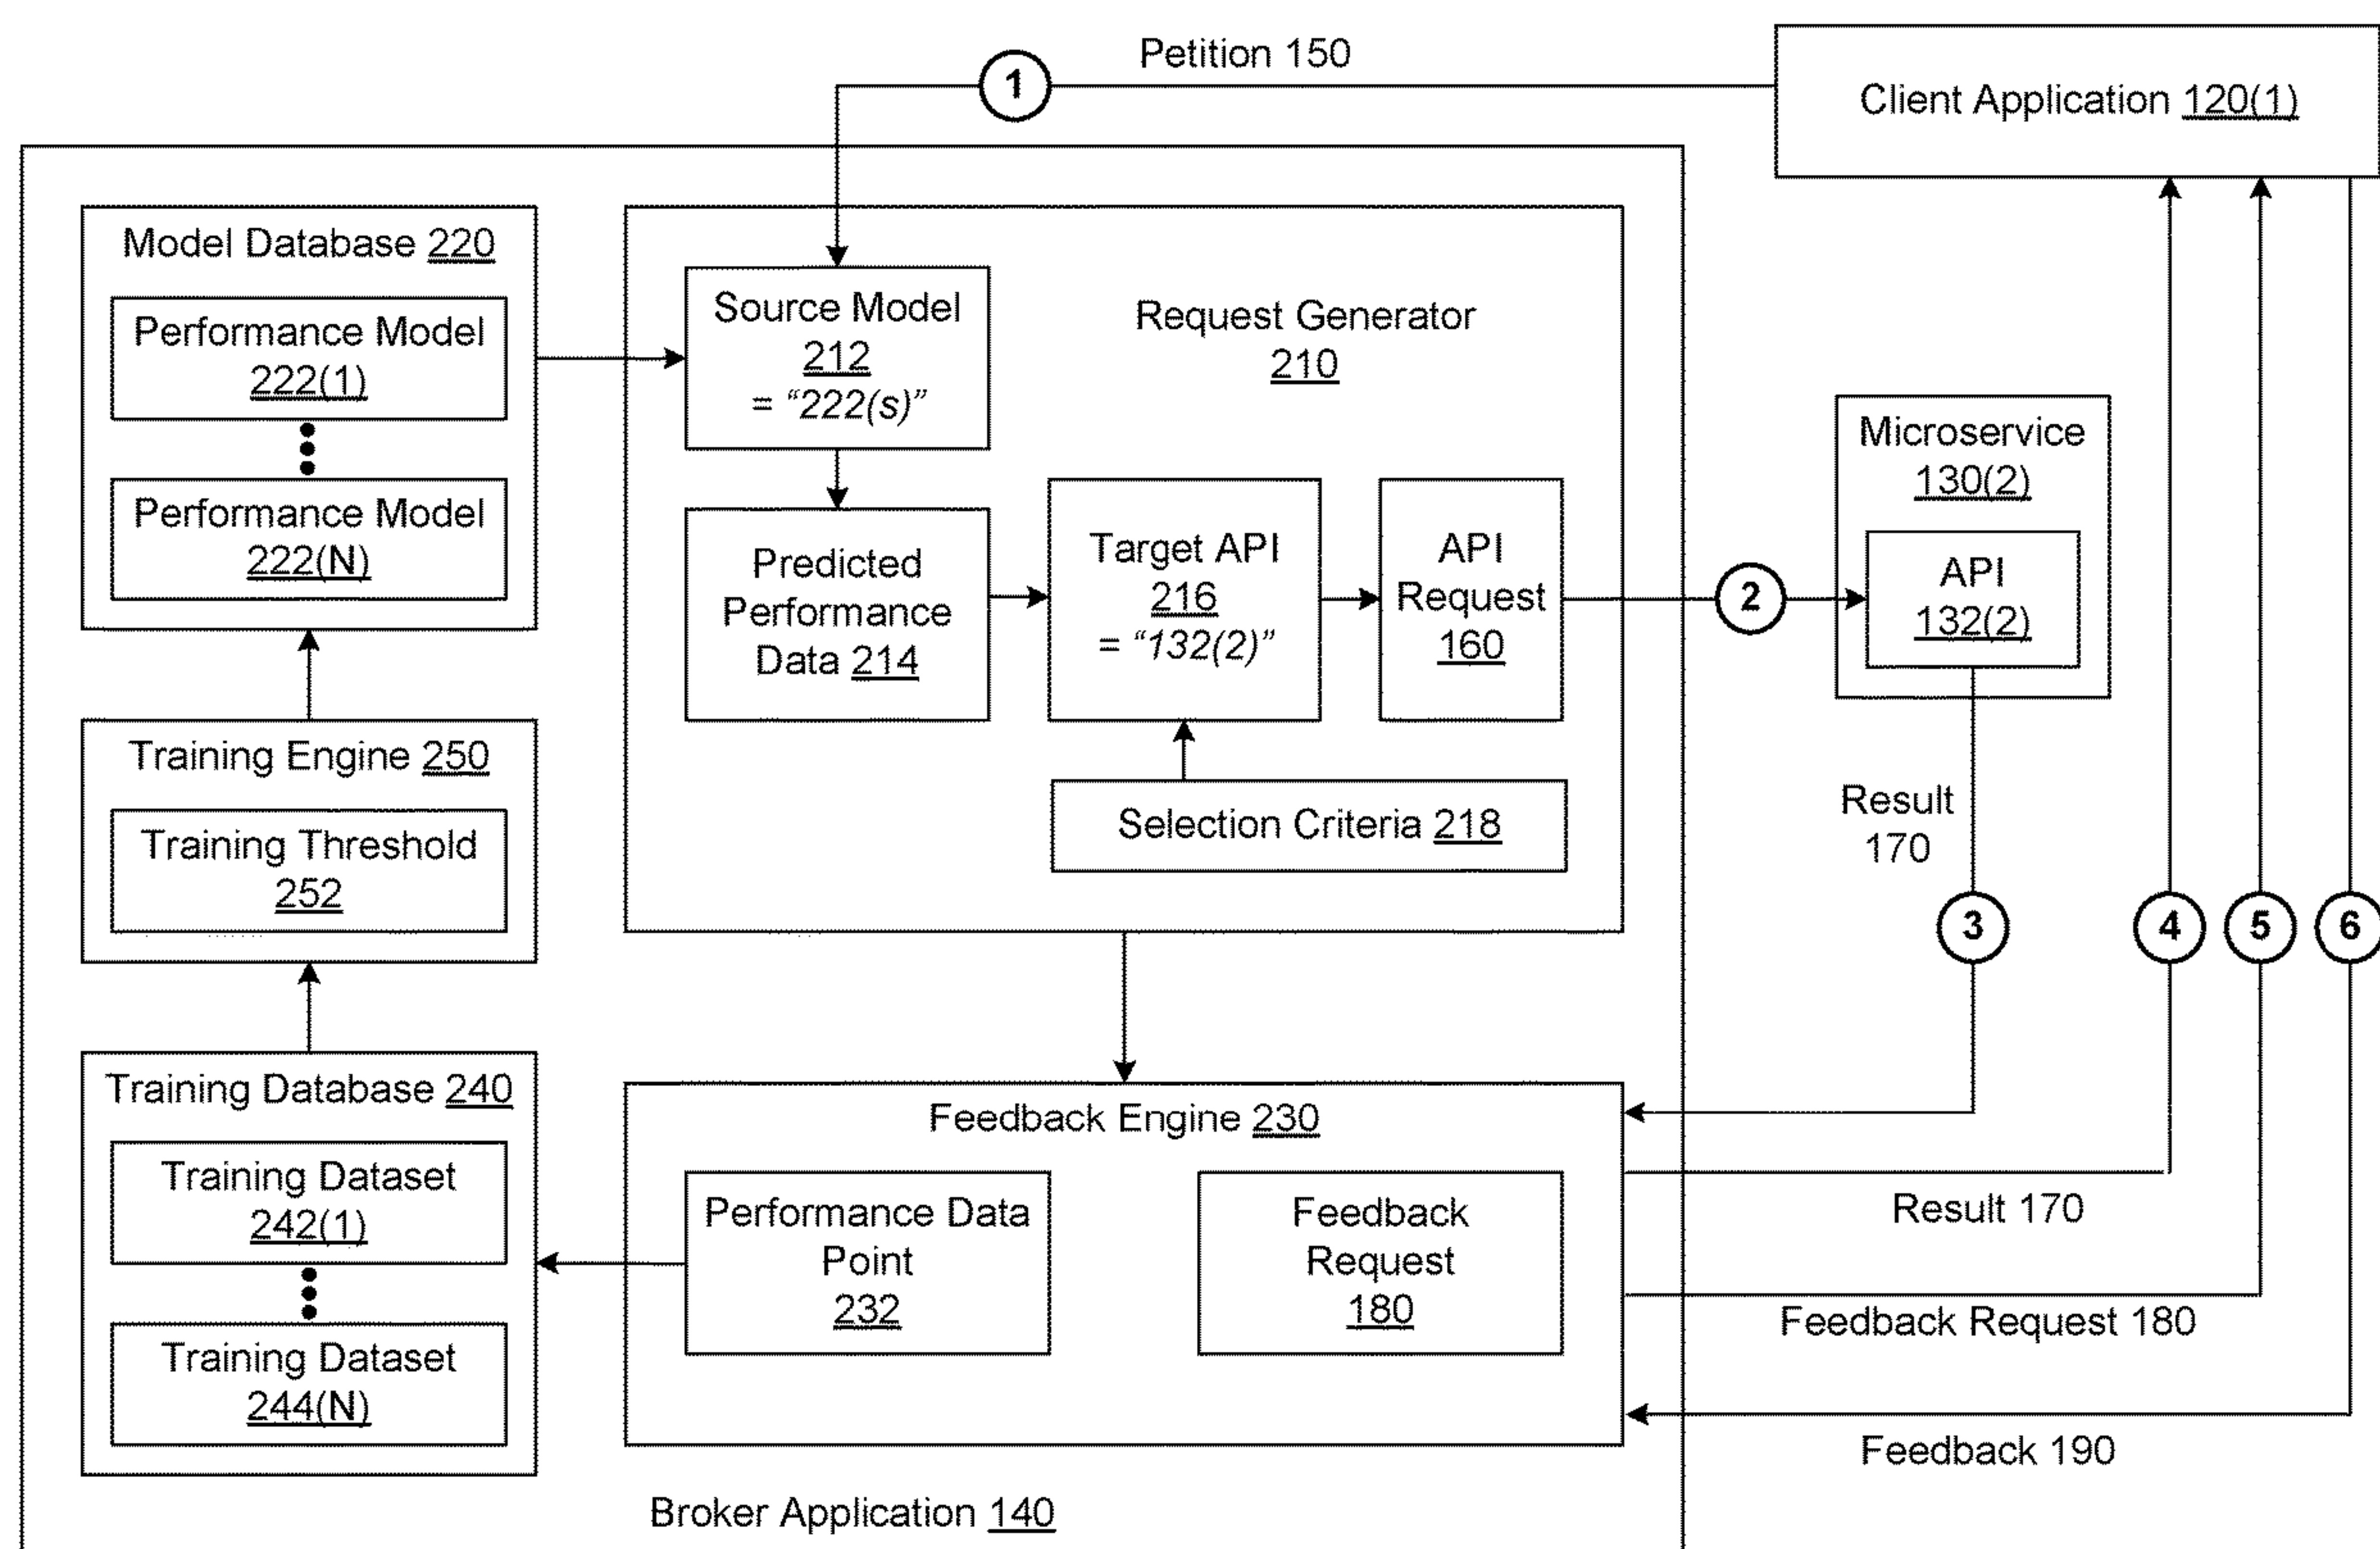 Petition 150
1
Client Application 120(1)
Model Database 220
Performance Model
222(1)
Performance Model
222(N)
Source Model
212
= “222(s)”
Request Generator
210
Predicted
Performance
Data 214
Target API
216
= “132(2)”
API
Request
160
Selection Criteria 218
2
Microservice
130(2)
API
132(2)
Result
170
3
4
5
6
Training Engine 250
Training Threshold
252
Training Database 240
Training Dataset
242(1)
Training Dataset
244(N)
Feedback Engine 230
Performance Data
Point
232
Feedback
Request
180
Result 170
Feedback Request 180
Feedback 190
Broker Application 140